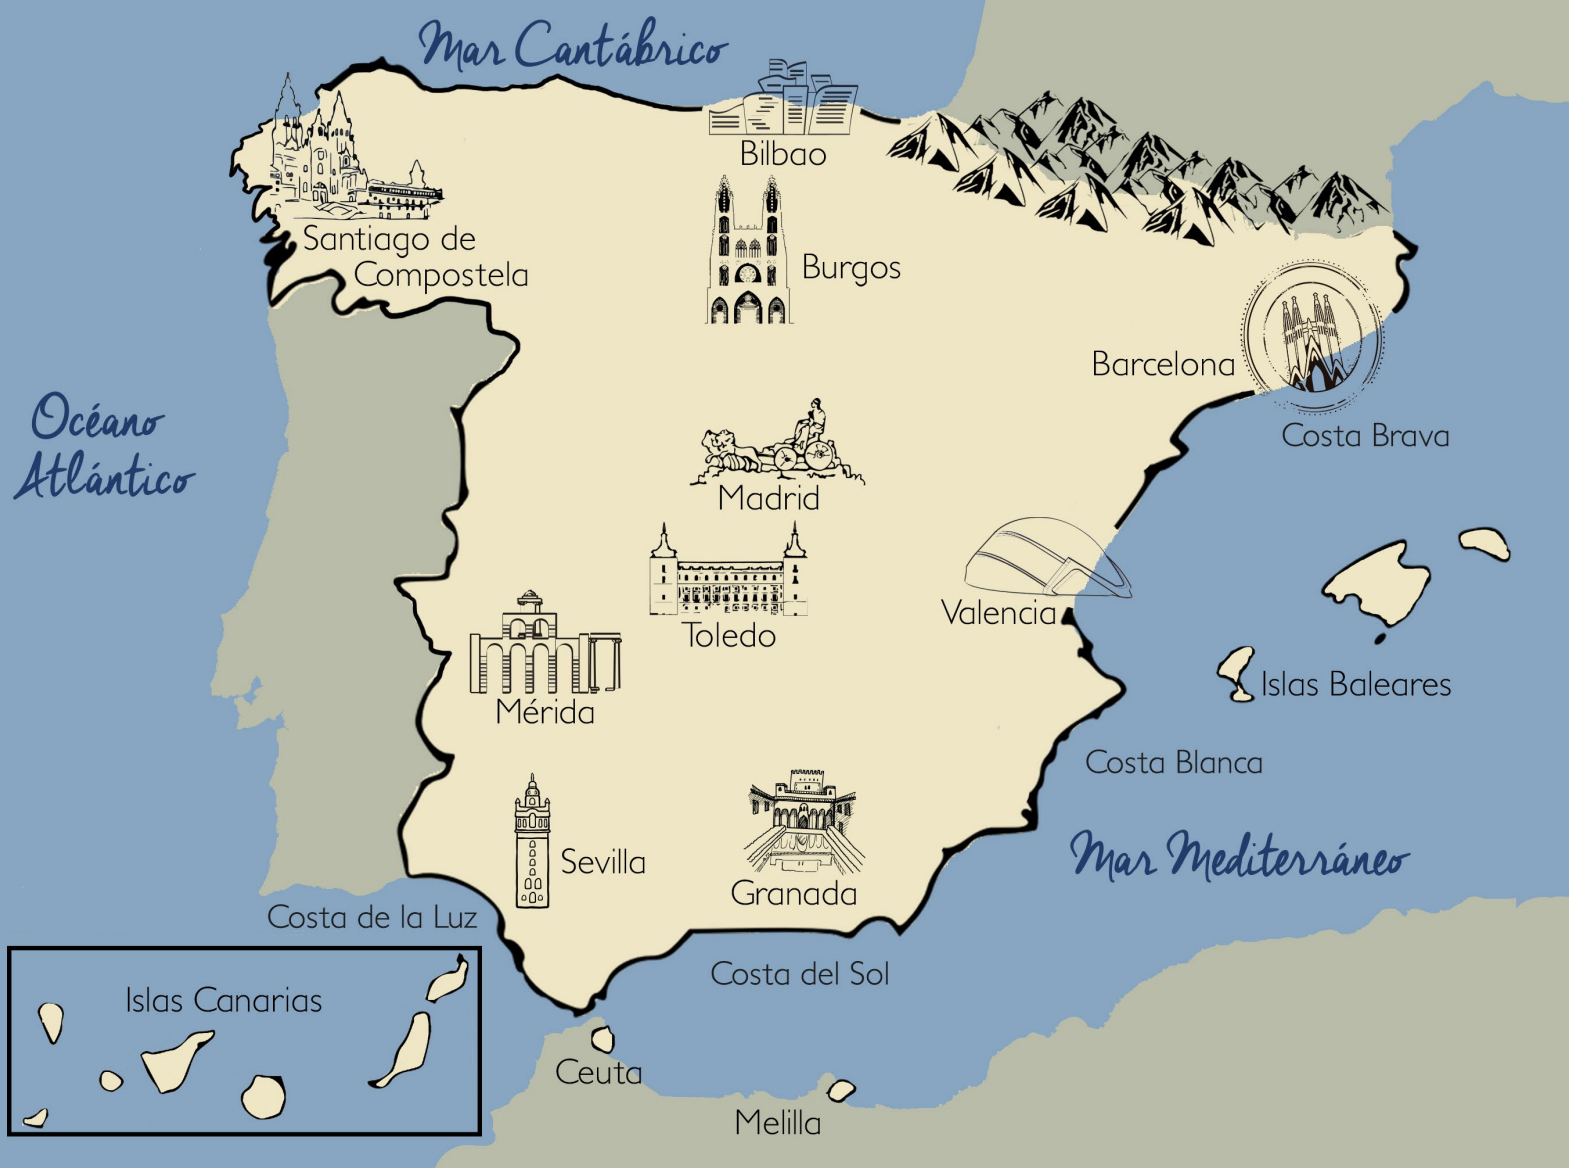 Mar Cantábrico
Bilbao
Santiago de
Compostela
Burgos
Barcelona
Océano
Atlántico
Costa Brava
Madrid
Valencia
Toledo
Islas Baleares
Mérida
Costa Blanca
Mar Mediterráneo
Sevilla
Granada
Costa de la Luz
Costa del Sol
Islas Canarias
Ceuta
Melilla